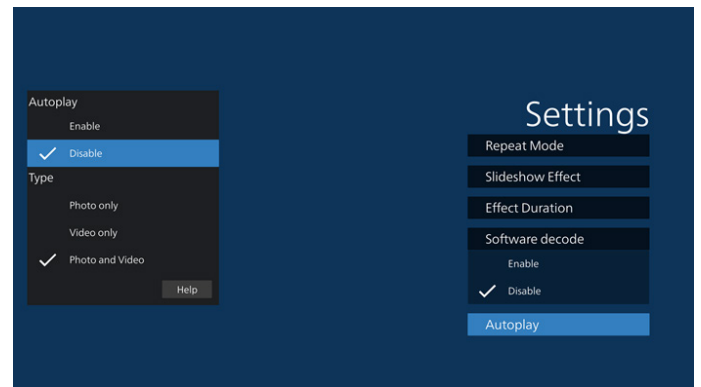 Autoplay
Enable
Disable
Type
Photo only
Video only
Photo and Video
Help
Settings
Repeat Mode
Slideshow Effect
Effect Duration
Software decode
Enable
Disable
Autoplay